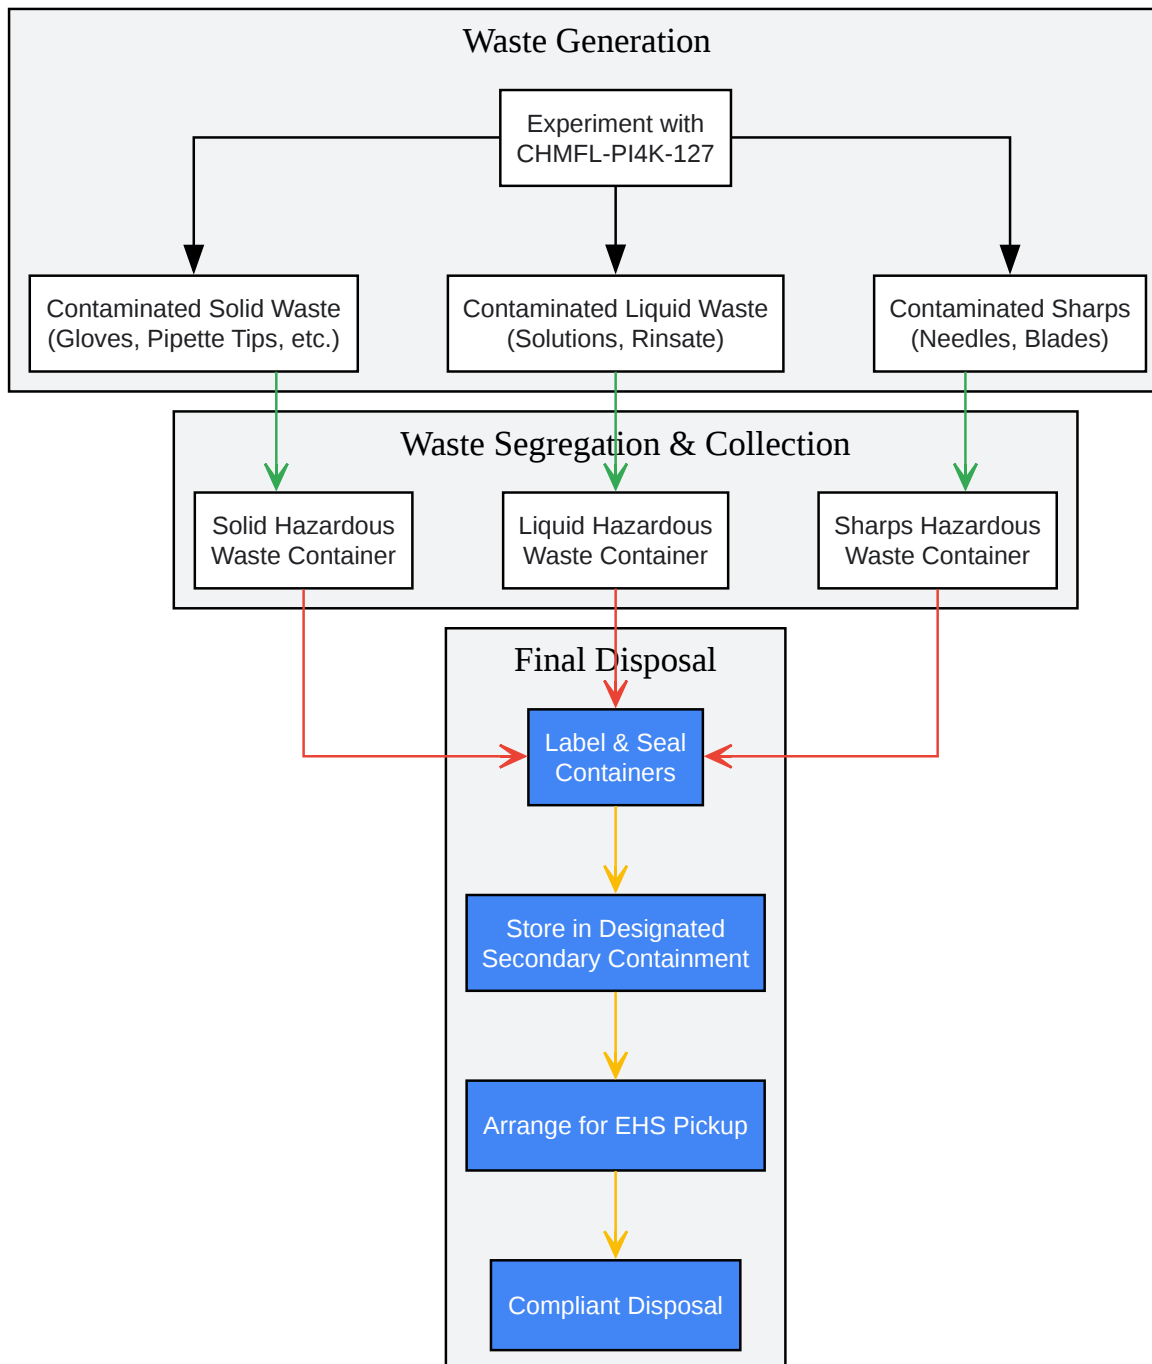 Waste Generation
Experiment with
CHMFL-PI4K-127
Contaminated Solid Waste
(Gloves, Pipette Tips, etc.)
Contaminated Liquid Waste
(Solutions, Rinsate)
Contaminated Sharps
(Needles, Blades)
Waste Segregation & Collection
Solid Hazardous
Waste Container
Liquid Hazardous
Waste Container
Sharps Hazardous
Waste Container
Final Disposal
Label & Seal
Containers
Store in Designated
Secondary Containment
Arrange for EHS Pickup
Compliant Disposal